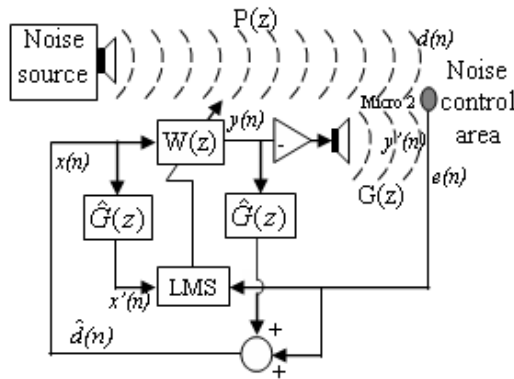 P(z)
Noise
source
d(n)
Noise
control
area
Micro 2
y(n)
W(z)
-
y'(n)
x(n)
G(z)
e(n)
Ĝ(z)
Ĝ(z)
x'(n)
LMS
d̂(n)
+
+